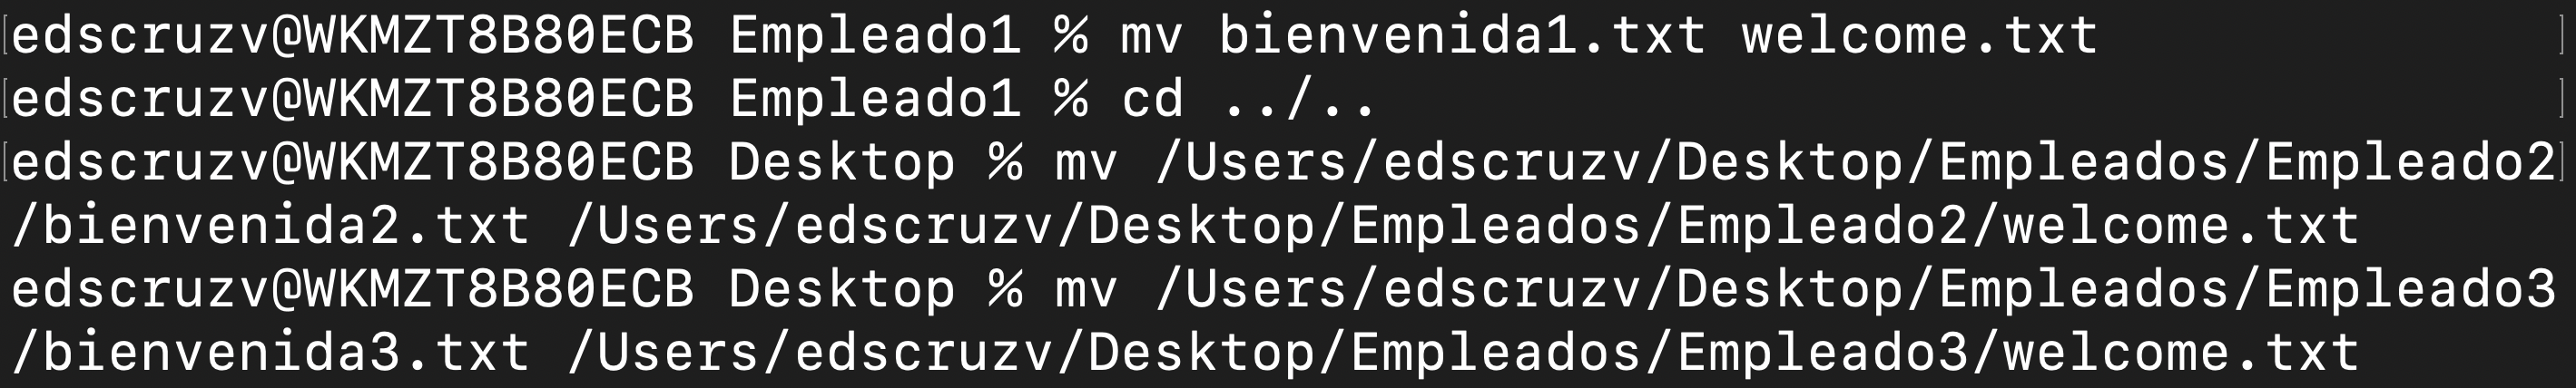 [edscruzv@WKMZT8B80ECB Empleado1 % mv bienvenida1.txt welcome.txt ]
[edscruzv@WKMZT8B80ECB Empleado1 % cd ../.. ]
[edscruzv@WKMZT8B80ECB Desktop % mv /Users/edscruzv/Desktop/Empleados/Empleado2]
/bienvenida2.txt /Users/edscruzv/Desktop/Empleados/Empleado2/welcome.txt
edscruzv@WKMZT8B80ECB Desktop % mv /Users/edscruzv/Desktop/Empleados/Empleado3
/bienvenida3.txt /Users/edscruzv/Desktop/Empleados/Empleado3/welcome.txt